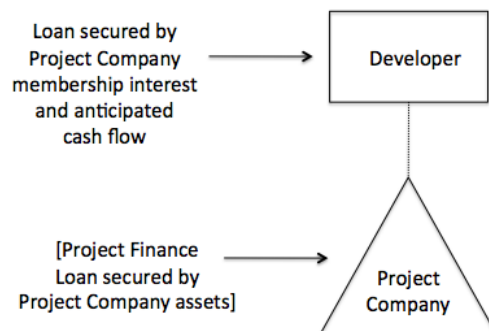 Loan secured by
Project Company
membership interest
and anticipated
cash flow
Developer
[Project Finance
Loan secured by
Project Company assets]
Project
Company